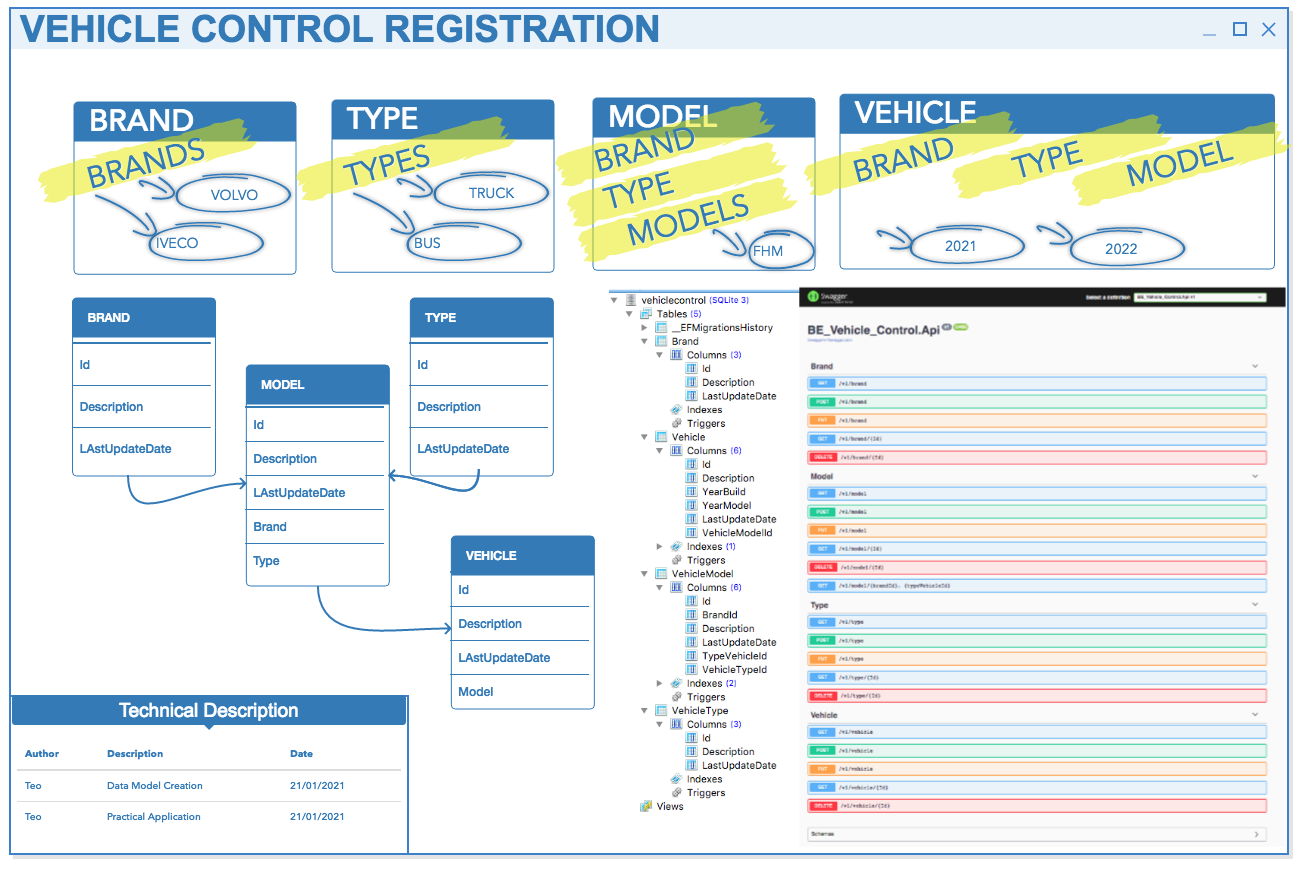 VEHICLE CONTROL REGISTRATION
BRAND
BRANDS
VOLVO
IVECO
TYPE
TYPES
TRUCK
BUS
MODEL
BRAND
TYPE
MODELS
FHM
VEHICLE
BRAND
TYPE
MODEL
2021
2022
BRAND
Id
Description
LAstUpdateDate
MODEL
Id
Description
LAstUpdateDate
Brand
Type
TYPE
Id
Description
LAstUpdateDate
VEHICLE
Id
Description
LAstUpdateDate
Model
Technical Description
Author Description Date
Teo Data Model Creation 21/01/2021
Teo Practical Application 21/01/2021
vehiclecontrol (SQLite 3)
Tables (5)
__EFMigrationsHistory
Brand
Columns (3)
Id
Description
LastUpdateDate
Indexes
Triggers
Vehicle
Columns (6)
Id
Description
YearBuild
YearModel
LastUpdateDate
VehicleModelId
Indexes (1)
Triggers
VehicleModel
Columns (6)
Id
BrandId
Description
LastUpdateDate
TypeVehicleId
VehicleTypeId
Indexes (2)
Triggers
VehicleType
Columns (3)
Id
Description
LastUpdateDate
Indexes
Triggers
Views
Swagger
Select a definition BE_Vehicle_Control.Api v1
BE_Vehicle_Control.Api
Brand
GET /v1/brand
POST /v1/brand
PUT /v1/brand
GET /v1/brand/{Id}
DELETE /v1/brand/{Id}
Model
GET /v1/model
POST /v1/model
PUT /v1/model
GET /v1/model/{Id}
DELETE /v1/model/{Id}
GET /v1/model/{brandId}, {typeVehicleId}
Type
GET /v1/type
POST /v1/type
PUT /v1/type
GET /v1/type/{Id}
DELETE /v1/type/{Id}
Vehicle
GET /v1/vehicle
POST /v1/vehicle
PUT /v1/vehicle
GET /v1/vehicle/{Id}
DELETE /v1/vehicle/{Id}
Schemas